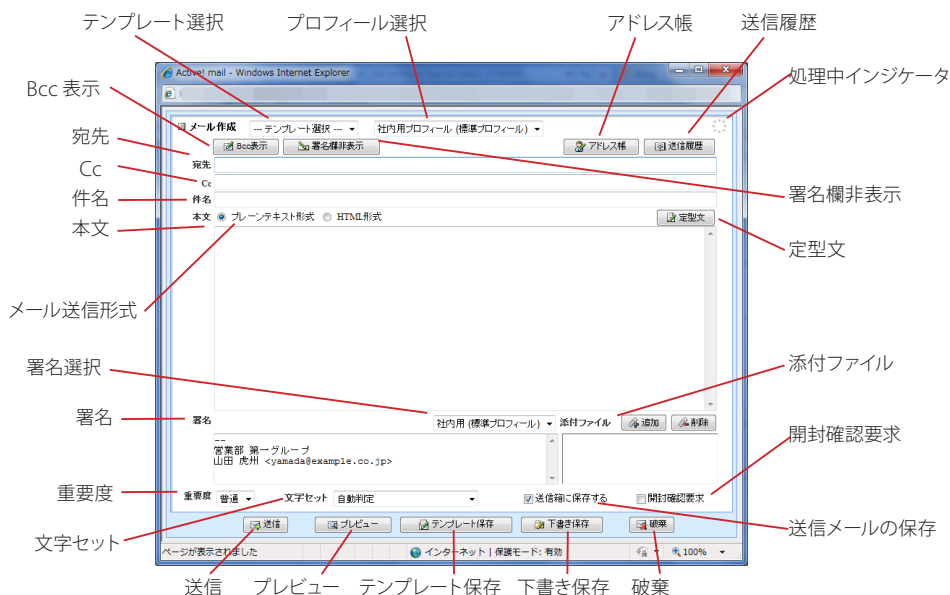 テンプレート選択 プロフィール選択 アドレス帳 送信履歴
処理中インジケータ
Active! mail - Windows Internet Explorer
Bcc 表示
メール作成 --- テンプレート選択 --- 社内用プロフィール (標準プロフィール)
宛先
Bcc表示 署名欄非表示 アドレス帳 送信履歴
宛先
Cc
Cc
署名欄非表示
件名
件名
本文
本文 プレーンテキスト形式 HTML形式 定型文
定型文
メール送信形式
署名選択
添付ファイル
署名
署名 社内用 (標準プロフィール) 添付ファイル 追加 削除
開封確認要求
--
営業部 第一グループ
山田 虎州 <yamada@example.co.jp>
重要度
重要度 普通 文字セット 自動判定 送信箱に保存する 開封確認要求
送信メールの保存
文字セット
送信 プレビュー テンプレート保存 下書き保存 破棄
ページが表示されました インターネット | 保護モード: 有効 100%
送信 プレビュー テンプレート保存 下書き保存 破棄